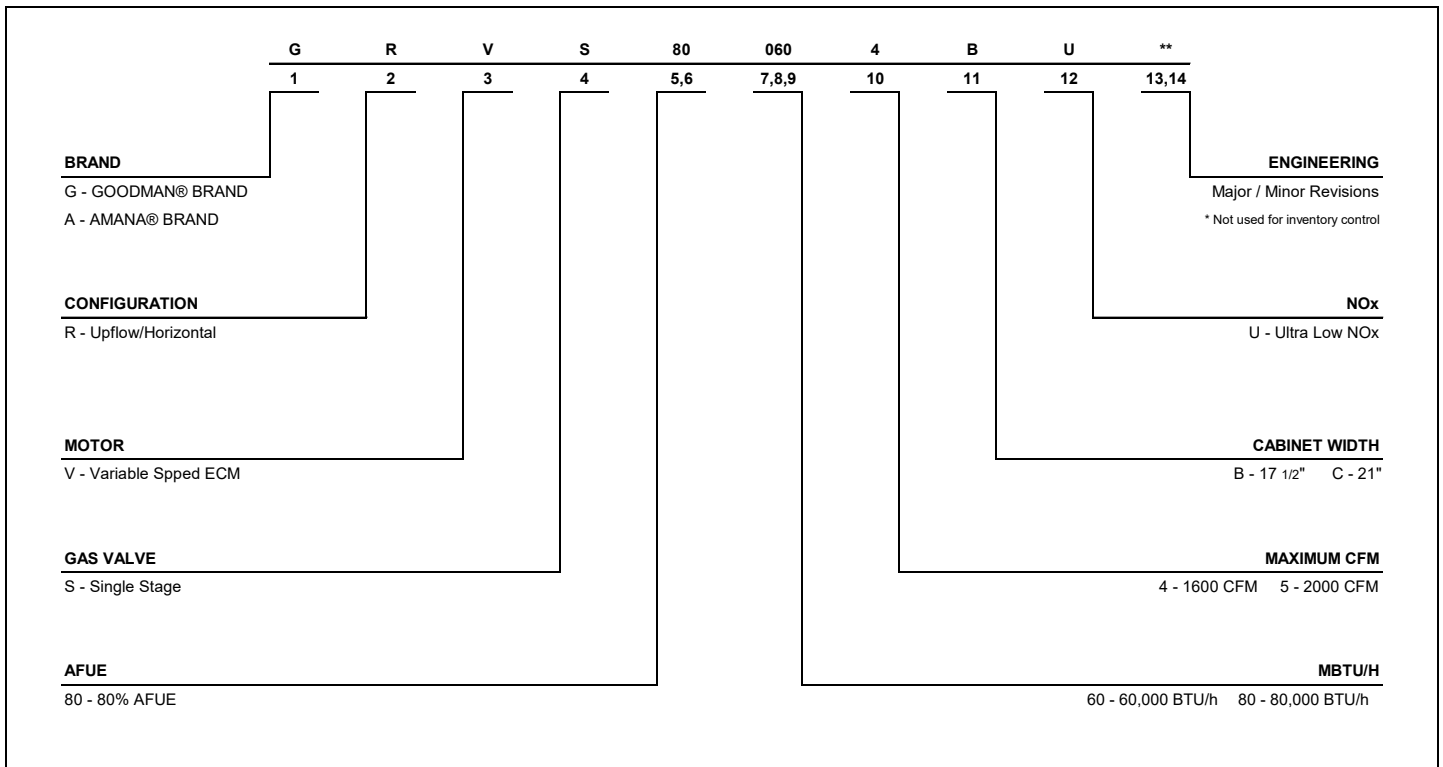 G R V S 80 060 4 B U **
1 2 3 4 5,6 7,8,9 10 11 12 13,14
BRAND
G - GOODMAN® BRAND
A - AMANA® BRAND
ENGINEERING
Major / Minor Revisions
* Not used for inventory control
CONFIGURATION
R - Upflow/Horizontal
NOx
U - Ultra Low NOx
MOTOR
V - Variable Spped ECM
CABINET WIDTH
B - 17 1/2" C - 21"
GAS VALVE
S - Single Stage
MAXIMUM CFM
4 - 1600 CFM 5 - 2000 CFM
AFUE
80 - 80% AFUE
MBTU/H
60 - 60,000 BTU/h 80 - 80,000 BTU/h